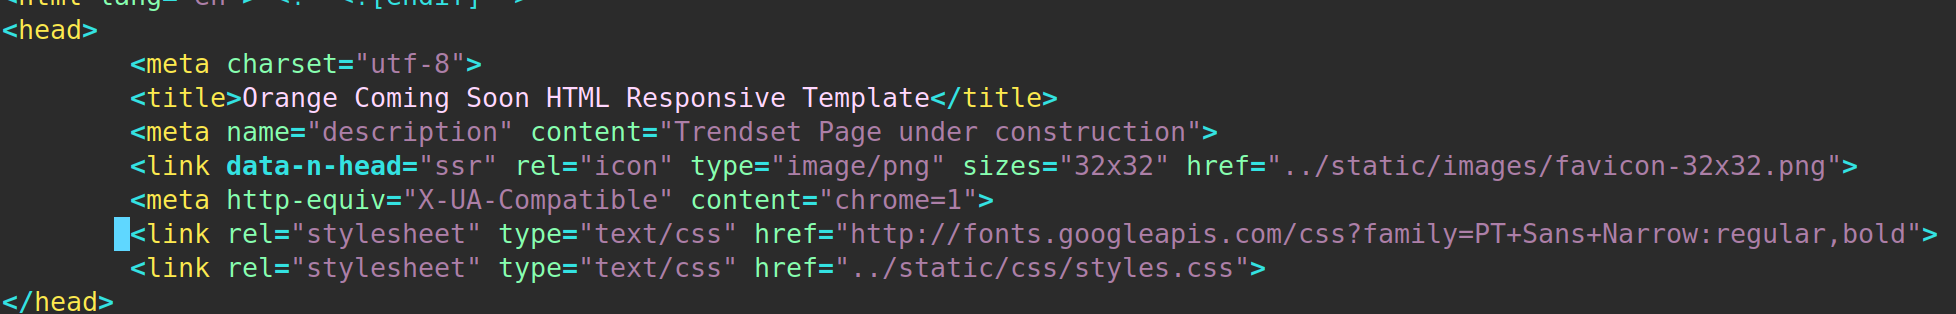 <head>
<meta charset="utf-8">
<title>Orange Coming Soon HTML Responsive Template</title>
<meta name="description" content="Trendset Page under construction">
<link data-n-head="ssr" rel="icon" type="image/png" sizes="32x32" href="../static/images/favicon-32x32.png">
<meta http-equiv="X-UA-Compatible" content="chrome=1">
<link rel="stylesheet" type="text/css" href="http://fonts.googleapis.com/css?family=PT+Sans+Narrow:regular,bold">
<link rel="stylesheet" type="text/css" href="../static/css/styles.css">
</head>